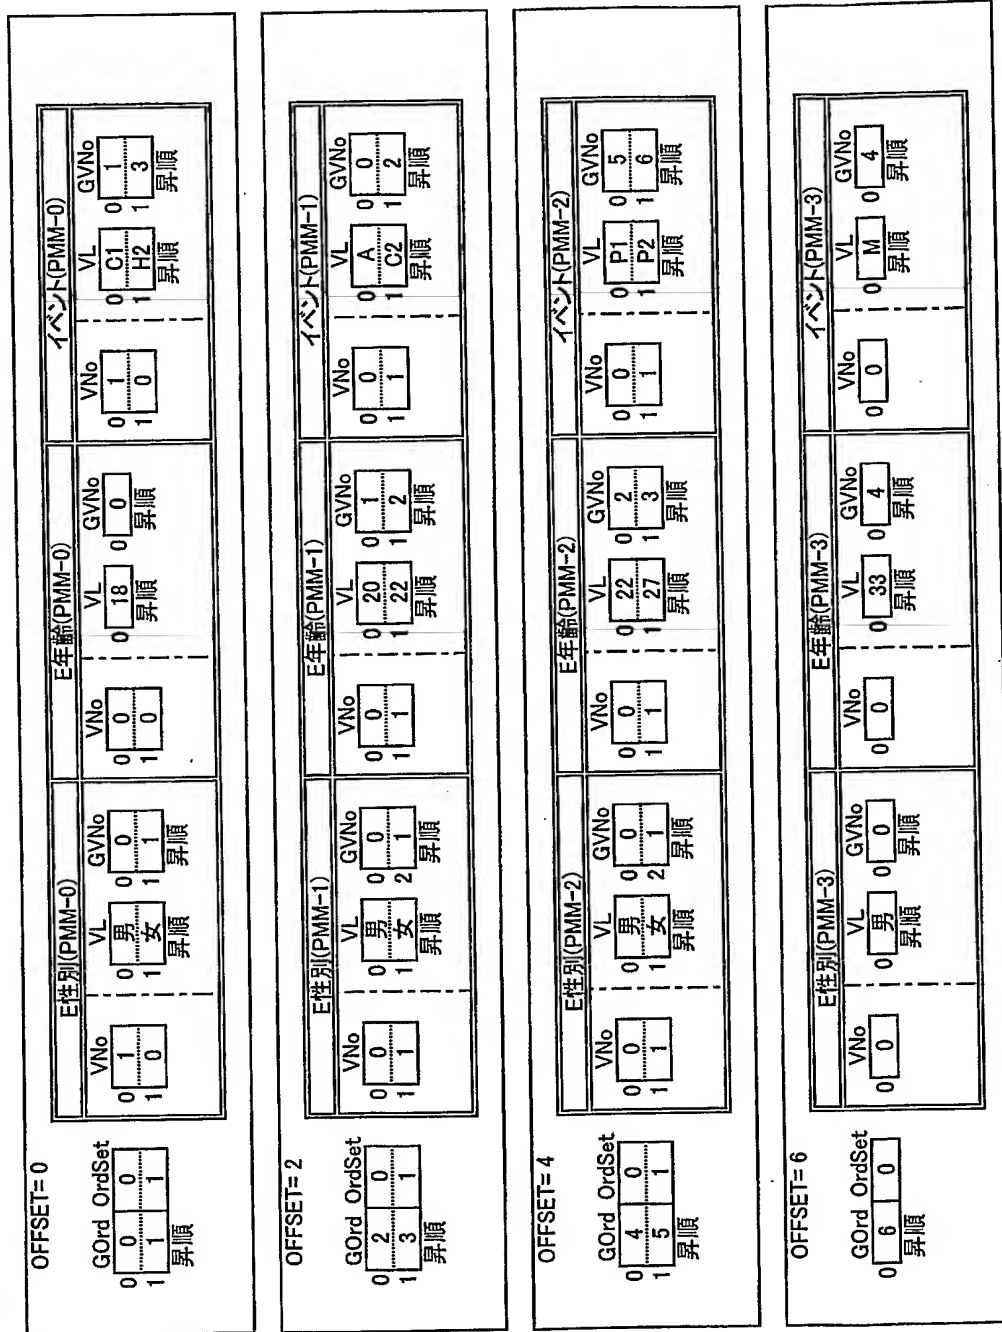 OFFSET= 0
E性別(PMM-0) E年齢(PMM-0) イベント(PMM-0)
GOrd OrdSet VNo VL GVNo VNo VL GVNo VNo VL GVNo
0 0 0 0 1 0 男 0 0 0 0 0 18 0 0 0 1 0 C1 0 1
1 1 1 1 0 1 女 1 1 1 0 1 0 1 H2 1 3
昇順 昇順 昇順 昇順 昇順 昇順 昇順
OFFSET= 2
E性別(PMM-1) E年齢(PMM-1) イベント(PMM-1)
GOrd OrdSet VNo VL GVNo VNo VL GVNo VNo VL GVNo
0 2 0 0 0 0 男 0 0 0 0 0 20 0 1 0 0 0 A 0 0
1 3 1 1 1 1 女 2 1 1 1 1 22 1 2 1 1 1 C2 1 2
昇順 昇順 昇順 昇順 昇順 昇順 昇順
OFFSET= 4
E性別(PMM-2) E年齢(PMM-2) イベント(PMM-2)
GOrd OrdSet VNo VL GVNo VNo VL GVNo VNo VL GVNo
0 4 0 0 0 0 男 0 0 0 0 0 22 0 2 0 0 0 P1 0 5
1 5 1 1 1 1 女 2 1 1 1 1 27 1 3 1 1 1 P2 1 6
昇順 昇順 昇順 昇順 昇順 昇順 昇順
OFFSET= 6
E性別(PMM-3) E年齢(PMM-3) イベント(PMM-3)
GOrd OrdSet VNo VL GVNo VNo VL GVNo VNo VL GVNo
0 6 0 0 0 0 男 0 0 0 0 0 33 0 4 0 0 0 M 0 4
昇順 昇順 昇順 昇順 昇順 昇順 昇順